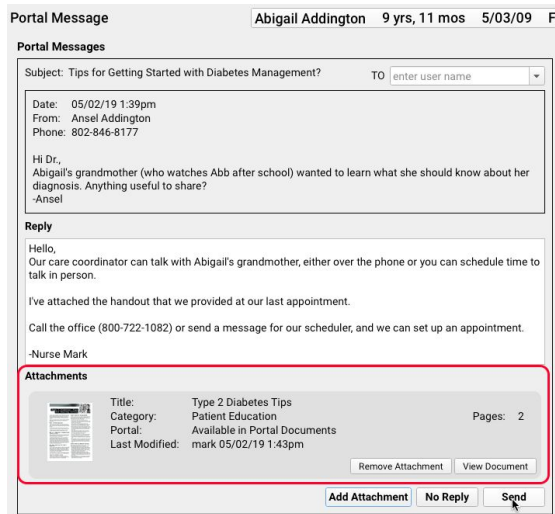 Portal Message
Abigail Addington 9 yrs, 11 mos 5/03/09 F
Portal Messages
Subject: Tips for Getting Started with Diabetes Management?
TO enter user name
Date: 05/02/19 1:39pm
From: Ansel Addington
Phone: 802-846-8177
Hi Dr.,
Abigail's grandmother (who watches Abb after school) wanted to learn what she should know about her
diagnosis. Anything useful to share?
-Ansel
Reply
Hello,
Our care coordinator can talk with Abigail's grandmother, either over the phone or you can schedule time to
talk in person.
I've attached the handout that we provided at our last appointment.
Call the office (800-722-1082) or send a message for our scheduler, and we can set up an appointment.
-Nurse Mark
Attachments
Title: Type 2 Diabetes Tips
Category: Patient Education
Pages: 2
Portal: Available in Portal Documents
Last Modified: mark 05/02/19 1:43pm
Remove Attachment View Document
Add Attachment No Reply Send